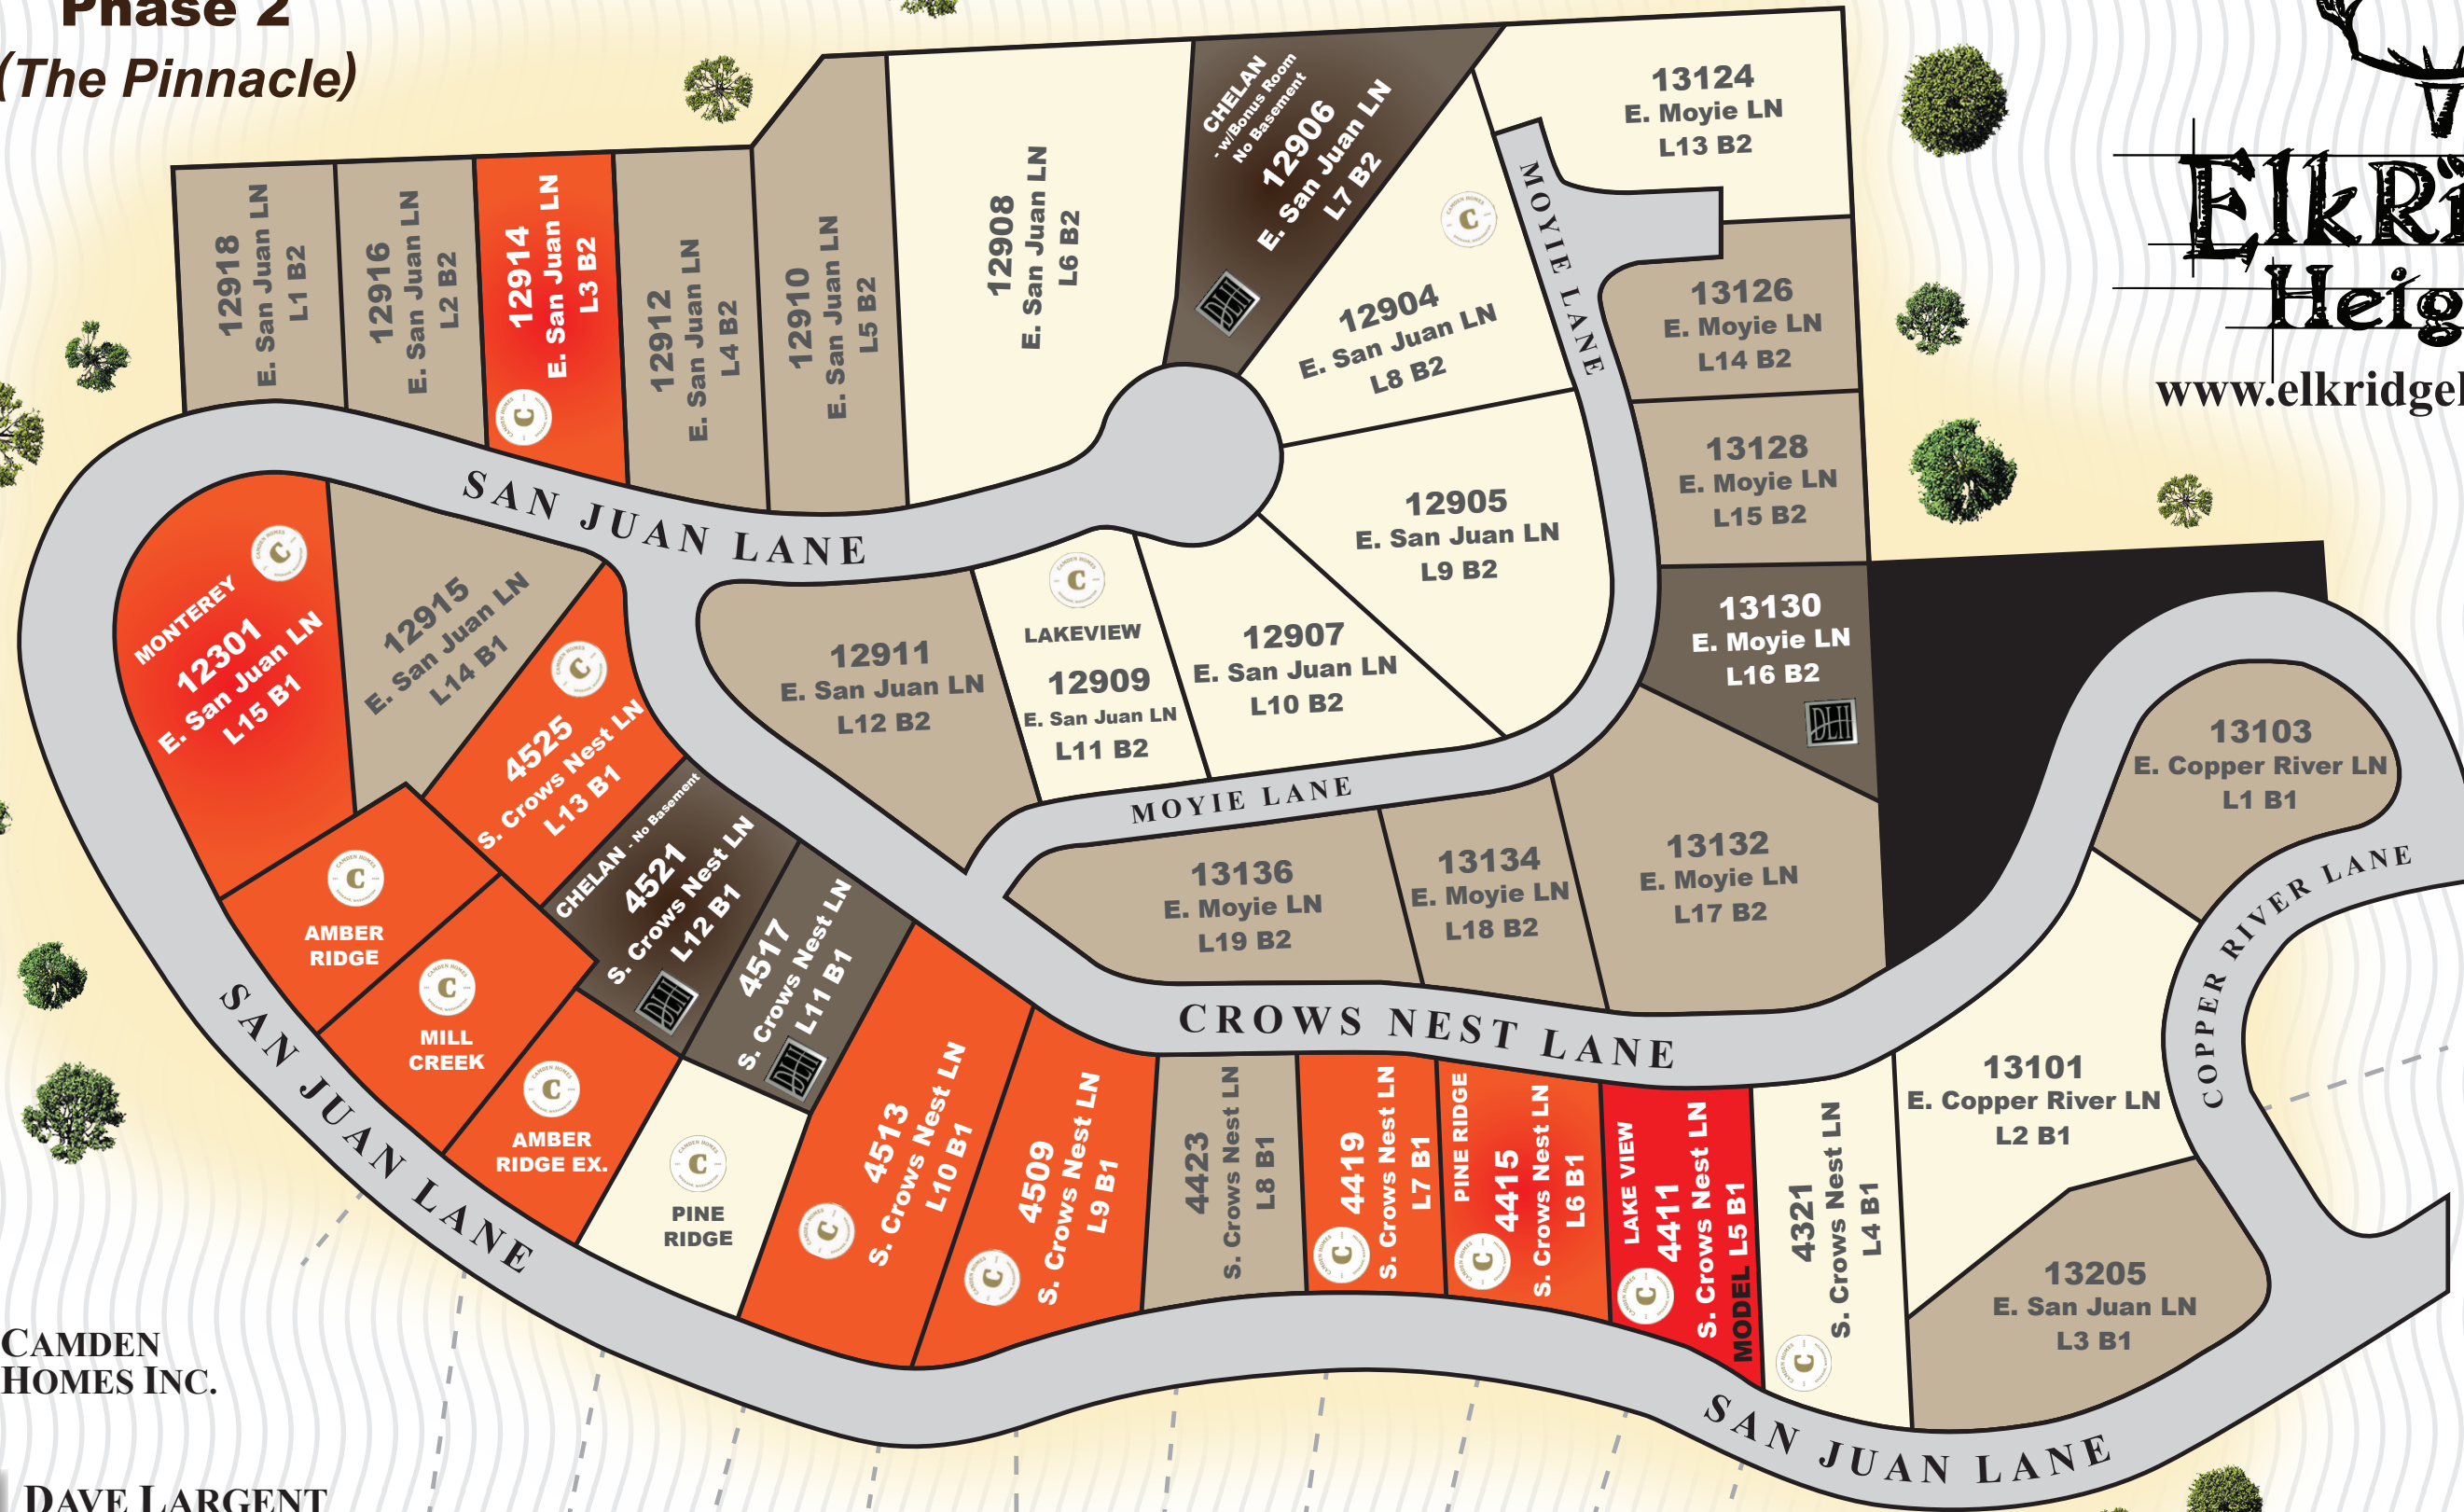 Phase 2
(The Pinnacle)
ElkRi
Heig
12918
E. San Juan LN
L1 B2
12916
E. San Juan LN
L2 B2
12914
E. San Juan LN
L3 B2
C
12912
E. San Juan LN
L4 B2
12910
E. San Juan LN
L5 B2
12908
E. San Juan LN
L6 B2
CHELAN
- w/Bonus Room
No Basement
12906
E. San Juan LN
L7 B2
DLH
C
12904
E. San Juan LN
L8 B2
MOYIE LANE
13124
E. Moyie LN
L13 B2
13126
E. Moyie LN
L14 B2
13128
E. Moyie LN
L15 B2
13130
E. Moyie LN
L16 B2
DLH
SAN JUAN LANE
C
MONTEREY
12301
E. San Juan LN
L15 B1
12915
E. San Juan LN
L14 B1
C
4525
S. Crows Nest LN
L13 B1
12911
E. San Juan LN
L12 B2
C
LAKEVIEW
12909
E. San Juan LN
L11 B2
12907
E. San Juan LN
L10 B2
12905
E. San Juan LN
L9 B2
MOYIE LANE
13136
E. Moyie LN
L19 B2
13134
E. Moyie LN
L18 B2
13132
E. Moyie LN
L17 B2
13103
E. Copper River LN
L1 B1
COPPER RIVER LANE
C
AMBER
RIDGE
C
MILL
CREEK
C
AMBER
RIDGE EX.
C
PINE
RIDGE
CHELAN - No Basement
4521
S. Crows Nest LN
L12 B1
DLH
4517
S. Crows Nest LN
L11 B1
DLH
CROWS NEST LANE
4513
S. Crows Nest LN
L10 B1
C
4509
S. Crows Nest LN
L9 B1
C
4423
S. Crows Nest LN
L8 B1
4419
S. Crows Nest LN
L7 B1
C
PINE RIDGE
4415
S. Crows Nest LN
L6 B1
C
LAKE VIEW
4411
S. Crows Nest LN
MODEL L5 B1
C
4321
S. Crows Nest LN
L4 B1
C
13101
E. Copper River LN
L2 B1
13205
E. San Juan LN
L3 B1
SAN JUAN LANE
SAN JUAN LANE
CAMDEN
HOMES INC.
DAVE LARGENT